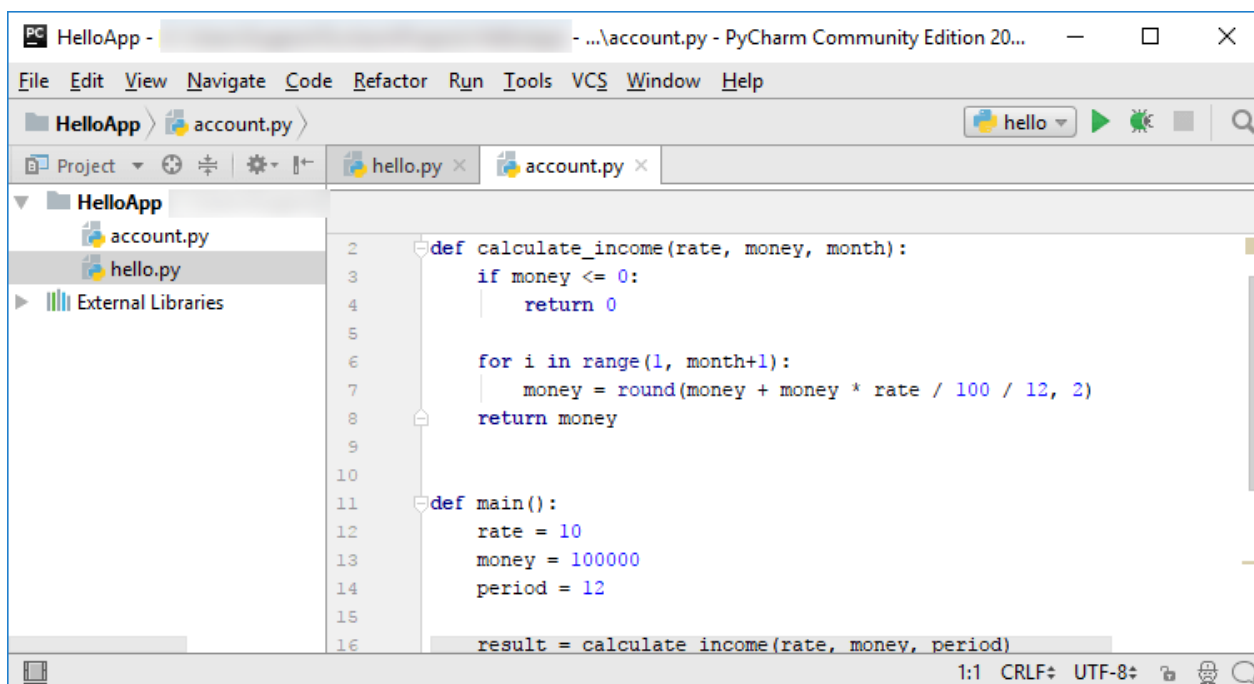 PC HelloApp - - ...\account.py - PyCharm Community Edition 20...
File Edit View Navigate Code Refactor Run Tools VCS Window Help
HelloApp account.py hello
Project hello.py account.py
HelloApp
account.py
hello.py
External Libraries
2 def calculate_income(rate, money, month):
3 if money <= 0:
4 return 0
5
6 for i in range(1, month+1):
7 money = round(money + money * rate / 100 / 12, 2)
8 return money
9
10
11 def main():
12 rate = 10
13 money = 100000
14 period = 12
15
16 result = calculate_income(rate, money, period)
1:1 CRLF UTF-8